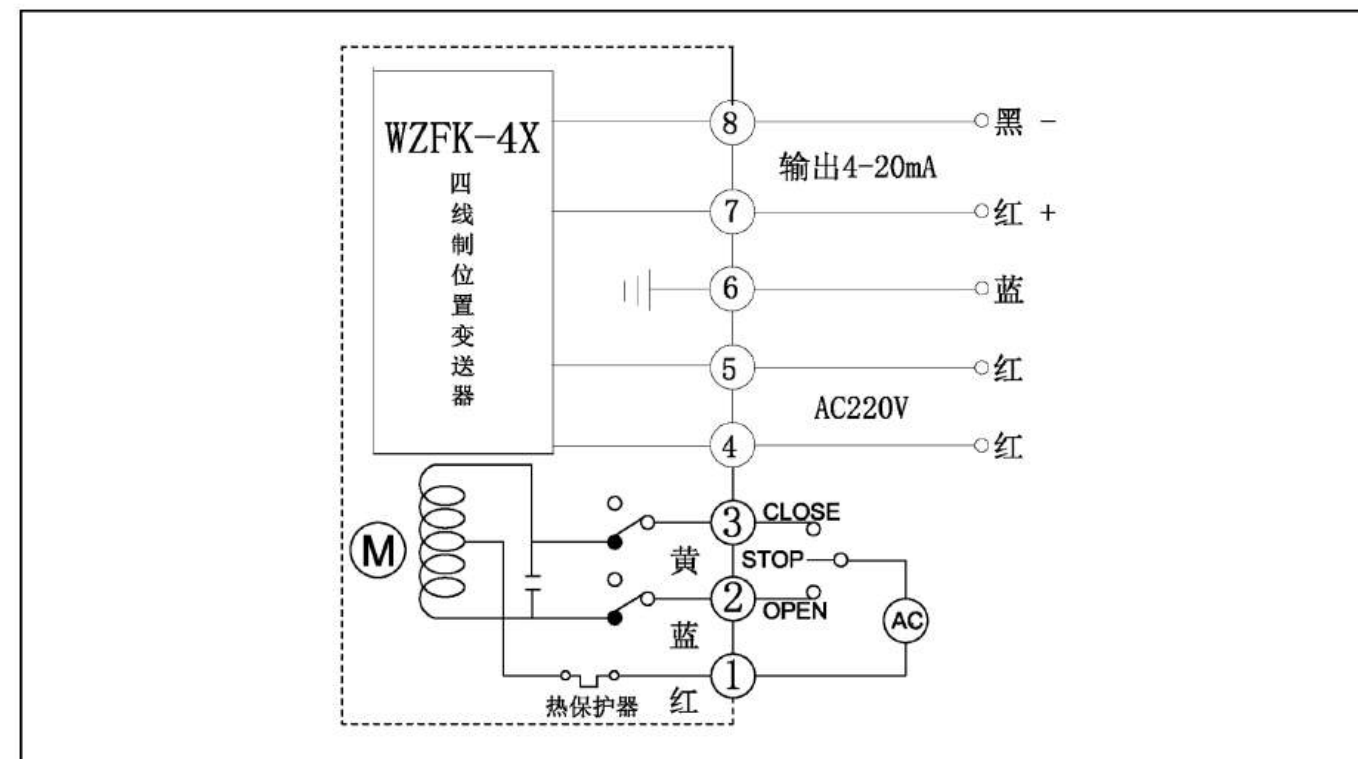 WZFK-4X
四线制位置变送器
8
黑 -
输出4-20mA
7
红 +
6
蓝
5
红
AC220V
4
红
3
CLOSE
黄
STOP
M
2
OPEN
AC
蓝
1
热保护器
红